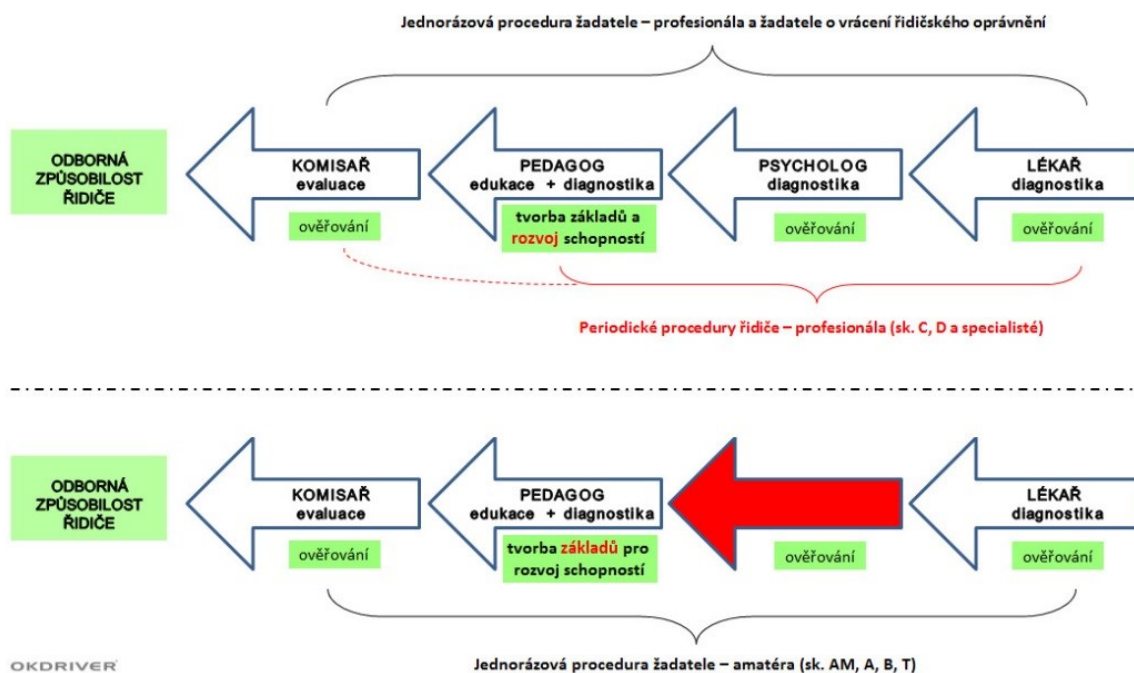 Jednorázová procedura žadatele – profesionála a žadatele o vrácení řidičského oprávnění
ODBORNÁ
ZPŮSOBILOST
ŘIDIČE
KOMISAŘ
evaluace
ověřování
PEDAGOG
edukace + diagnostika
tvorba základů a
rozvoj schopností
PSYCHOLOG
diagnostika
ověřování
LÉKAŘ
diagnostika
ověřování
Periodické procedury řidiče – profesionála (sk. C, D a specialisté)
ODBORNÁ
ZPŮSOBILOST
ŘIDIČE
KOMISAŘ
evaluace
ověřování
PEDAGOG
edukace + diagnostika
tvorba základů pro
rozvoj schopností
ověřování
LÉKAŘ
diagnostika
ověřování
Jednorázová procedura žadatele – amatéra (sk. AM, A, B, T)
OKDRIVER